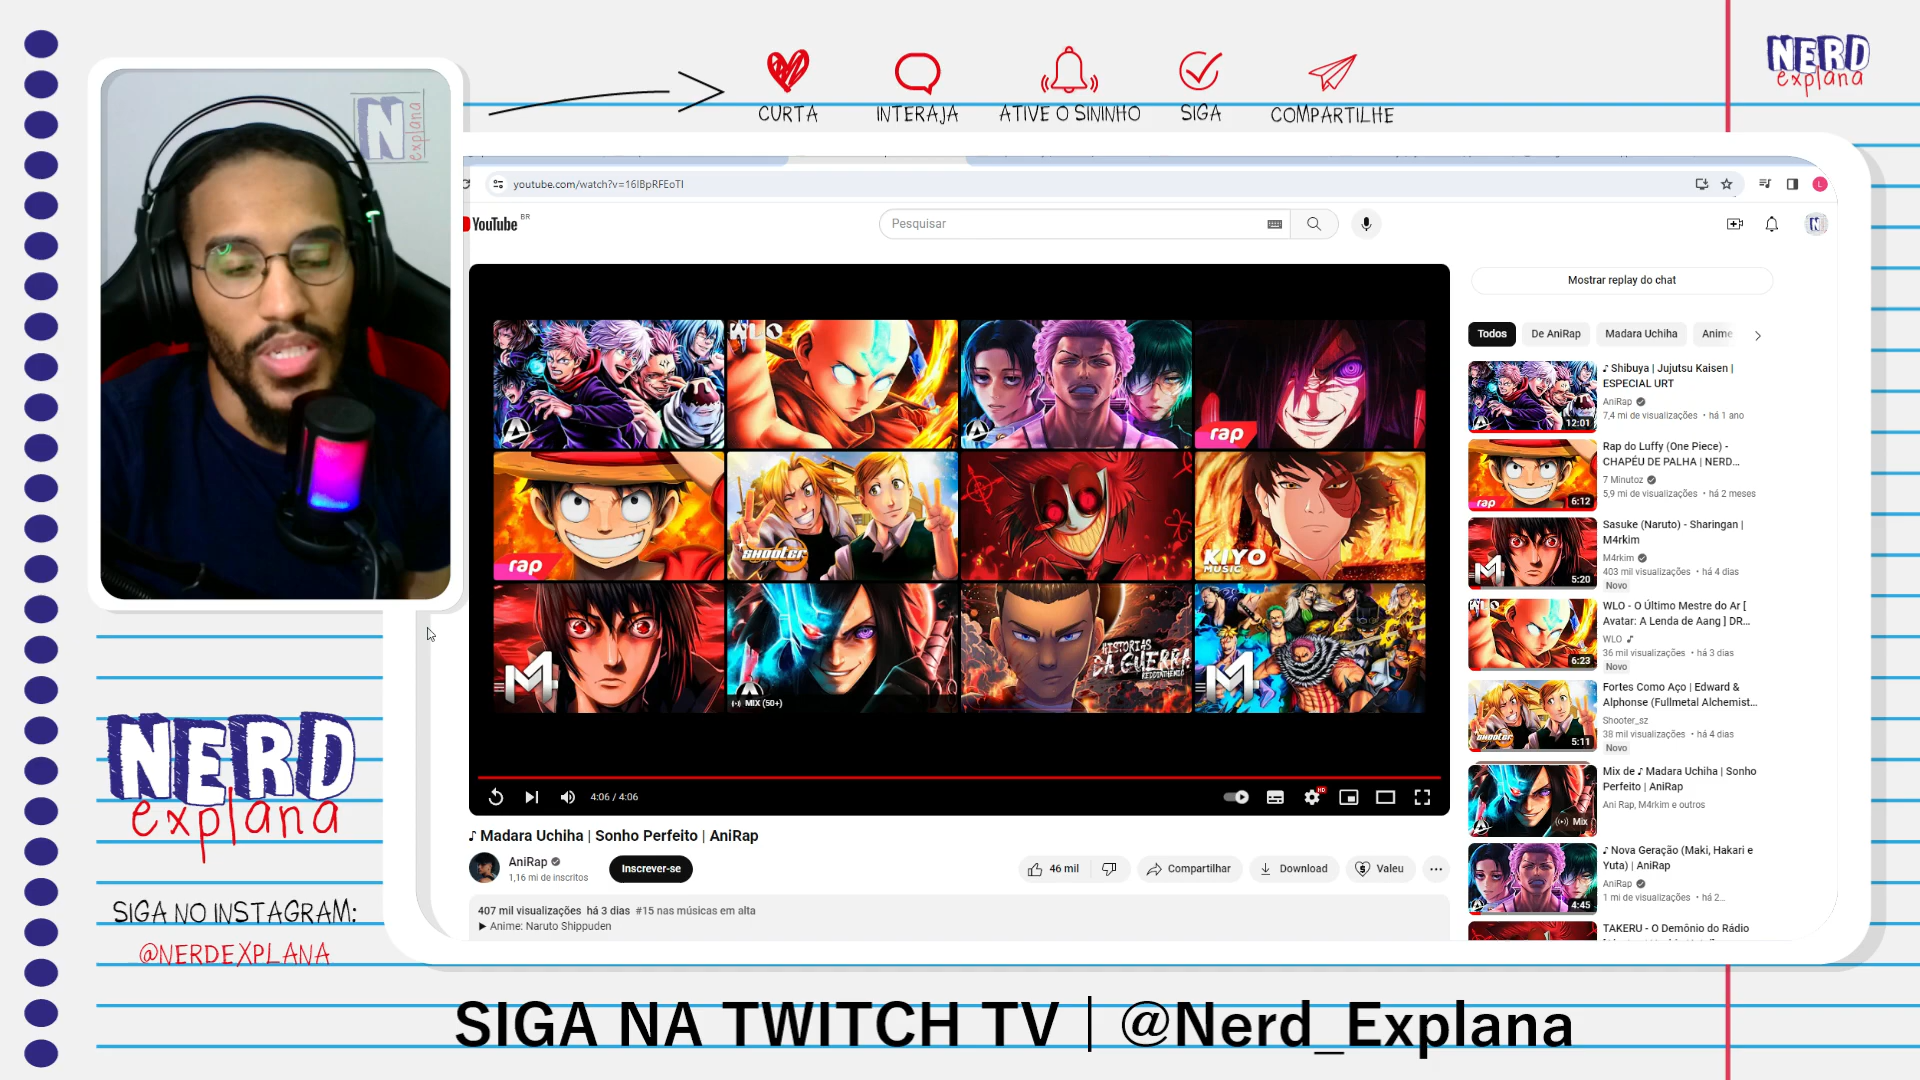 NERD
explana
CURTA
INTERAJA
ATIVE O SININHO
SIGA
COMPARTILHE
N
explana
youtube.com/watch?v=16IBpRFEoTI
L
YouTube BR
Pesquisar
Mostrar replay do chat
Todos
De AniRap
Madara Uchiha
Anime
WLO
rap
rap
SHOOTER
KIYO
MUSIC
M
MIX (50+)
HISTÓRIAS
DA GUERRA
M
4:06 / 4:06
HD
♪ Madara Uchiha | Sonho Perfeito | AniRap
AniRap
1,16 mi de inscritos
Inscrever-se
46 mil
Compartilhar
Download
Valeu
407 mil visualizações há 3 dias #15 nas músicas em alta
▶ Anime: Naruto Shippuden
♪ Shibuya | Jujutsu Kaisen |
ESPECIAL URT
AniRap
7,4 mi de visualizações • há 1 ano
12:01
Rap do Luffy (One Piece) -
CHAPÉU DE PALHA | NERD...
7 Minutoz
5,9 mi de visualizações • há 2 meses
rap
6:12
Sasuke (Naruto) - Sharingan |
M4rkim
M4rkim
403 mil visualizações • há 4 dias
Novo
5:20
WLO - O Último Mestre do Ar [
Avatar: A Lenda de Aang ] DR...
WLO
36 mil visualizações • há 3 dias
Novo
6:23
Fortes Como Aço | Edward &
Alphonse (Fullmetal Alchemist...
Shooter_sz
38 mil visualizações • há 4 dias
Novo
5:11
Mix de ♪ Madara Uchiha | Sonho
Perfeito | AniRap
Ani Rap, M4rkim e outros
Mix
♪ Nova Geração (Maki, Hakari e
Yuta) | AniRap
AniRap
1 mi de visualizações • há 2...
4:45
TAKERU - O Demônio do Rádio
NERD
explana
SIGA NO INSTAGRAM:
@NERDEXPLANA
SIGA NA TWITCH TV | @Nerd_Explana